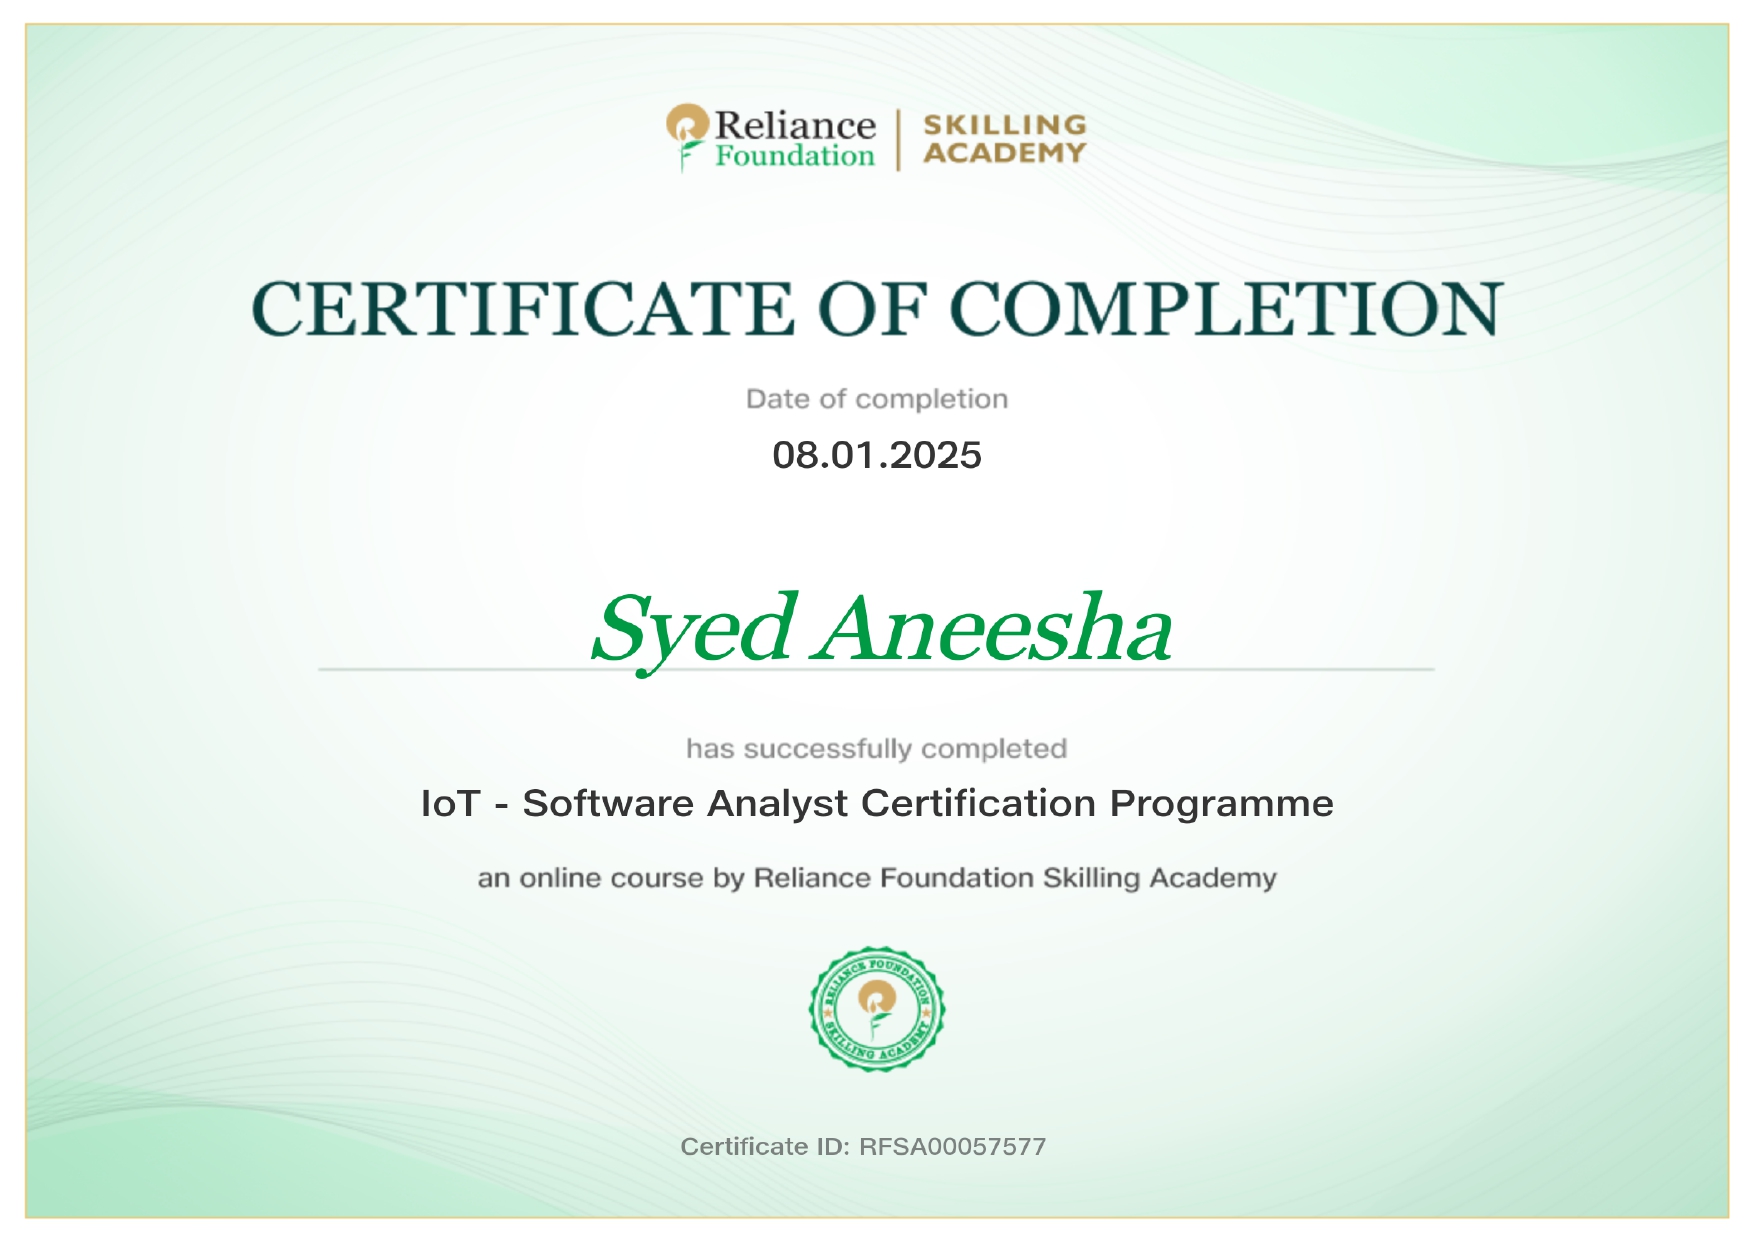 Reliance
Foundation
SKILLING
ACADEMY
CERTIFICATE OF COMPLETION
Date of completion
08.01.2025
Syed Aneesha
has successfully completed
IoT - Software Analyst Certification Programme
an online course by Reliance Foundation Skilling Academy
RELIANCE FOUNDATION
SKILLING ACADEMY
Certificate ID: RFSA00057577